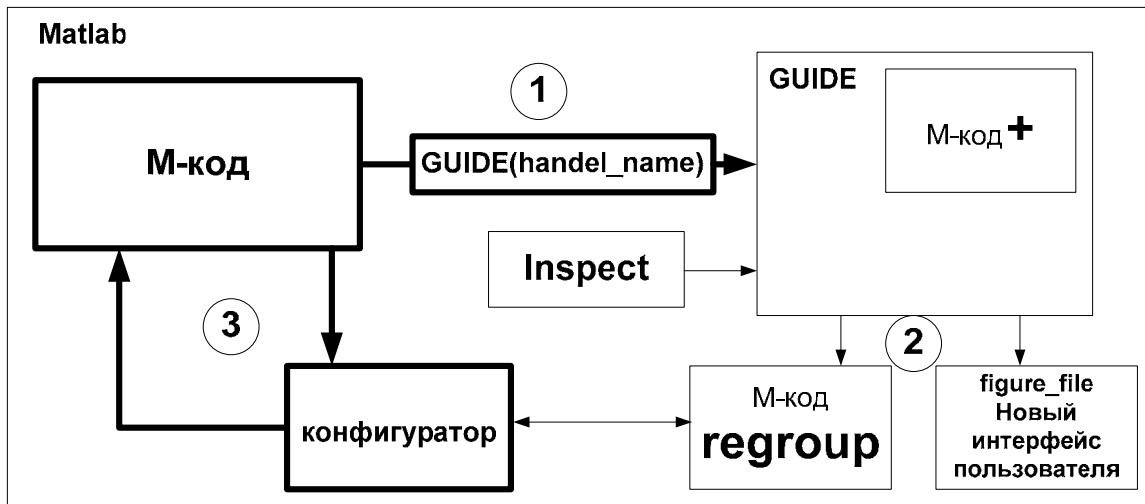 Matlab
1
GUIDE
М-код +
М-код
GUIDE(handel_name)
Inspect
3
2
конфигуратор
М-код
regroup
figure_file
Новый
интерфейс
пользователя